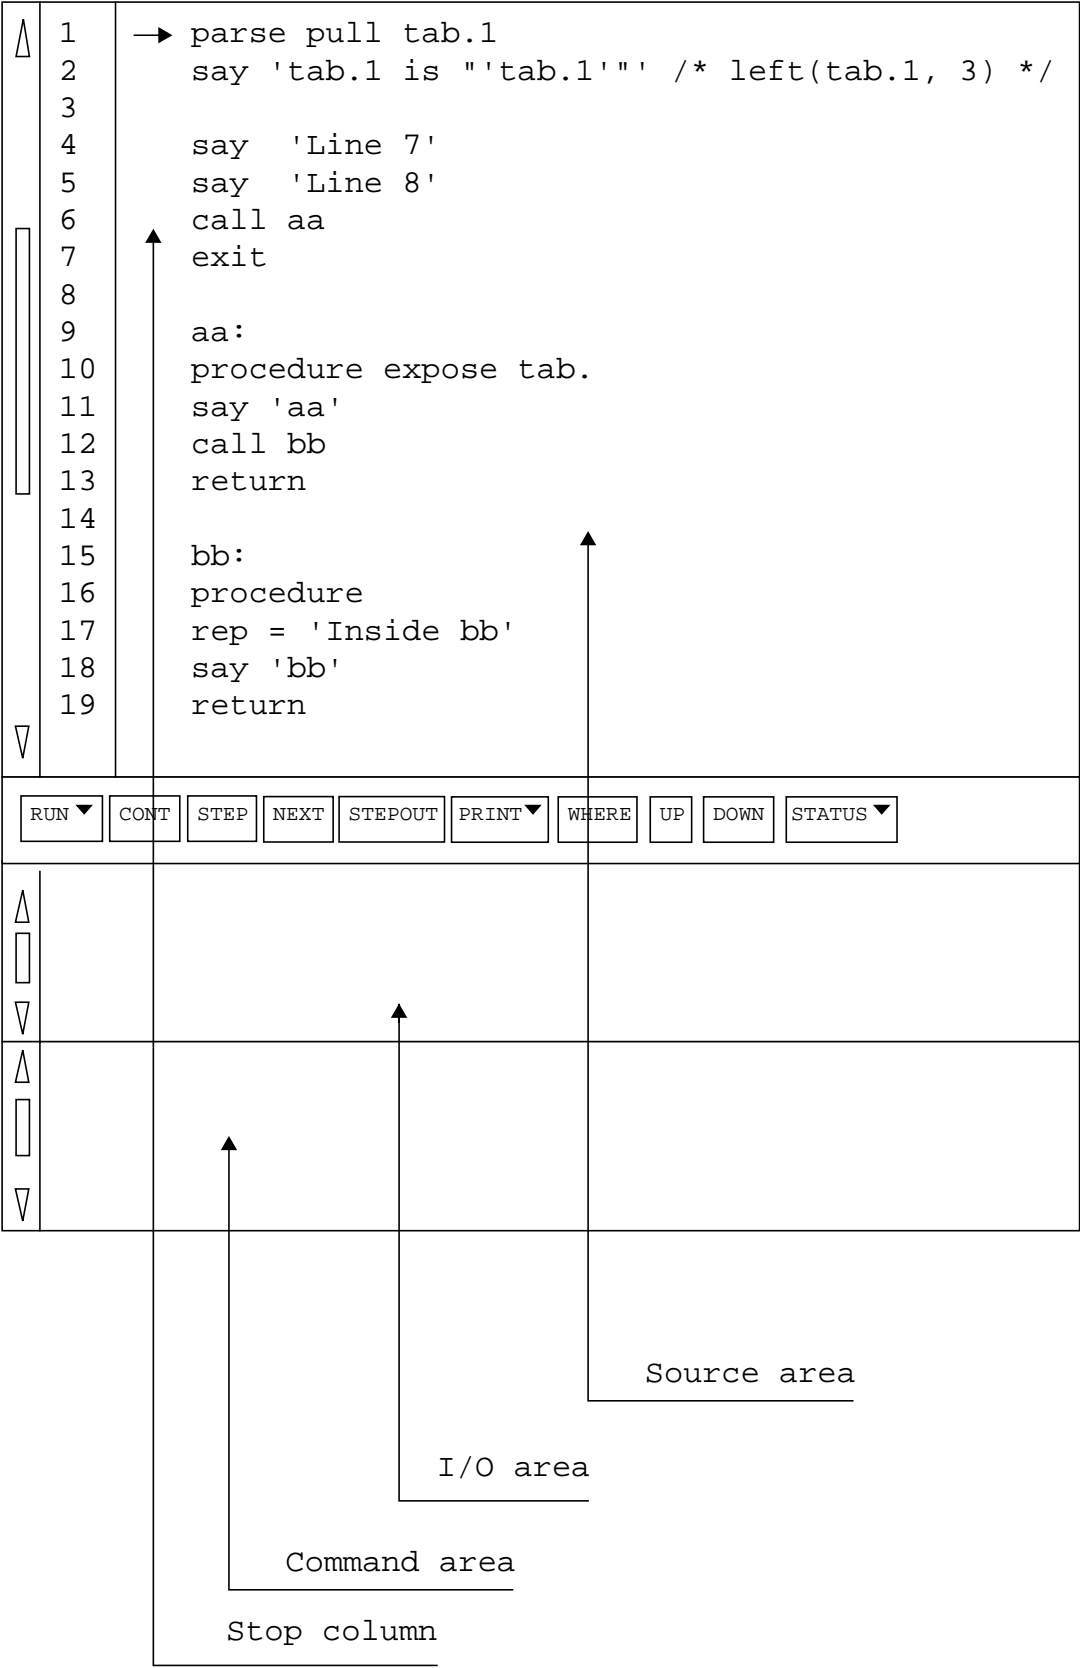 1 parse pull tab.1
2 say 'tab.1 is "'tab.1'"' /* left(tab.1, 3) */
3
4 say  'Line 7'
5 say  'Line 8'
6 call aa
7 exit
8
9 aa:
10 procedure expose tab.
11 say 'aa'
12 call bb
13 return
14
15 bb:
16 procedure
17 rep = 'Inside bb'
18 say 'bb'
19 return
RUN CONT STEP NEXT STEPOUT PRINT WHERE UP DOWN STATUS
Source area
I/O area
Command area
Stop column